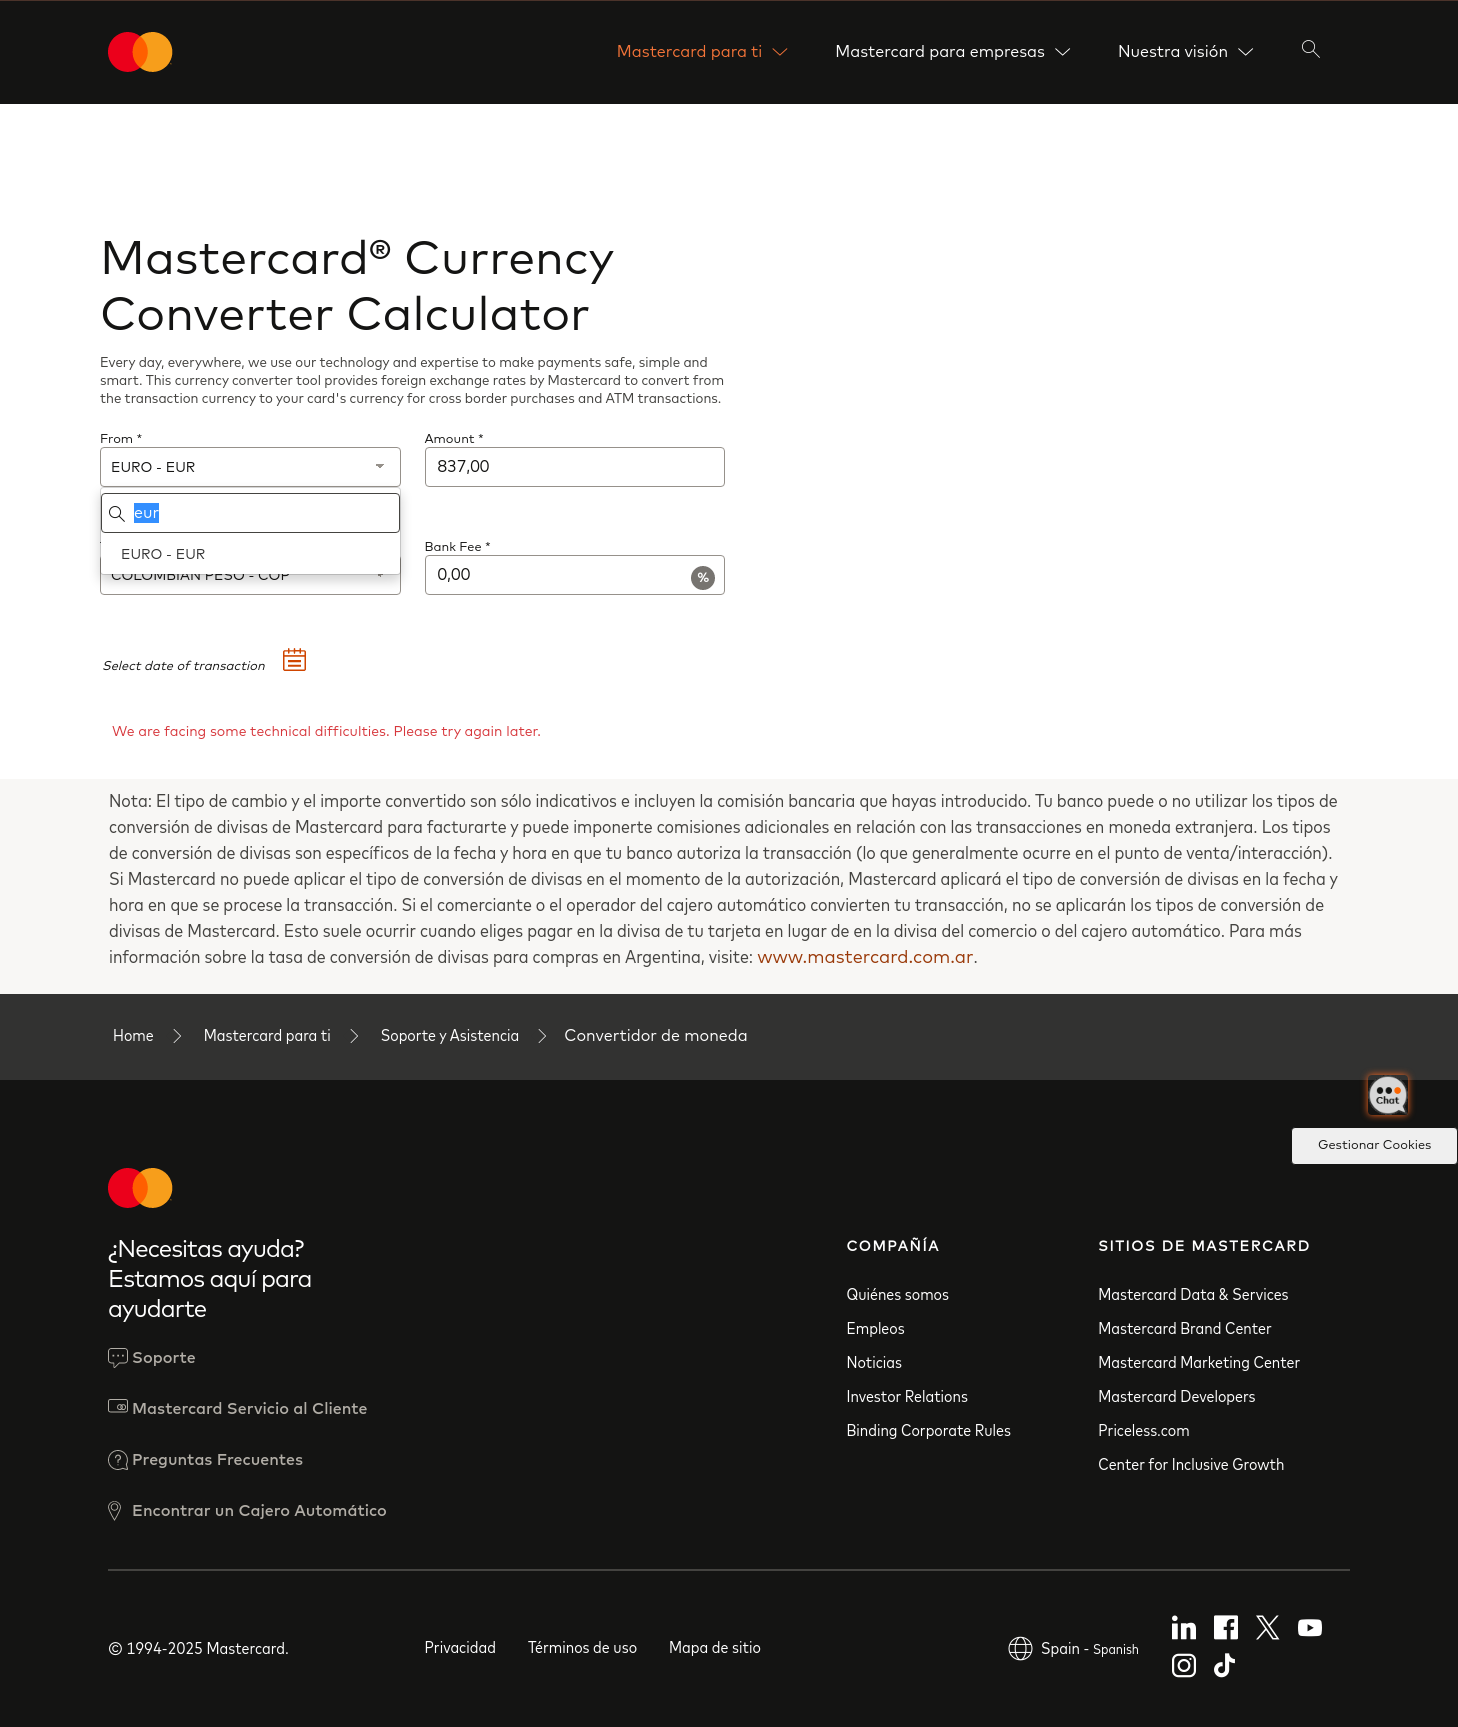 Mastercard para ti
Mastercard para empresas
Nuestra visión
Mastercard® Currency
Converter Calculator
Every day, everywhere, we use our technology and expertise to make payments safe, simple and
smart. This currency converter tool provides foreign exchange rates by Mastercard to convert from
the transaction currency to your card's currency for cross border purchases and ATM transactions.
From *
Amount *
EURO - EUR
837,00
eur
EURO - EUR
Bank Fee *
COLOMBIAN PESO - COP
0,00
%
Select date of transaction
We are facing some technical difficulties. Please try again later.
Nota: El tipo de cambio y el importe convertido son sólo indicativos e incluyen la comisión bancaria que hayas introducido. Tu banco puede o no utilizar los tipos de
conversión de divisas de Mastercard para facturarte y puede imponerte comisiones adicionales en relación con las transacciones en moneda extranjera. Los tipos
de conversión de divisas son específicos de la fecha y hora en que tu banco autoriza la transacción (lo que generalmente ocurre en el punto de venta/interacción).
Si Mastercard no puede aplicar el tipo de conversión de divisas en el momento de la autorización, Mastercard aplicará el tipo de conversión de divisas en la fecha y
hora en que se procese la transacción. Si el comerciante o el operador del cajero automático convierten tu transacción, no se aplicarán los tipos de conversión de
divisas de Mastercard. Esto suele ocurrir cuando eliges pagar en la divisa de tu tarjeta en lugar de en la divisa del comercio o del cajero automático. Para más
información sobre la tasa de conversión de divisas para compras en Argentina, visite: www.mastercard.com.ar.
Home
Mastercard para ti
Soporte y Asistencia
Convertidor de moneda
Chat
Gestionar Cookies
¿Necesitas ayuda?
Estamos aquí para
ayudarte
Soporte
Mastercard Servicio al Cliente
Preguntas Frecuentes
Encontrar un Cajero Automático
COMPAÑÍA
Quiénes somos
Empleos
Noticias
Investor Relations
Binding Corporate Rules
SITIOS DE MASTERCARD
Mastercard Data & Services
Mastercard Brand Center
Mastercard Marketing Center
Mastercard Developers
Priceless.com
Center for Inclusive Growth
© 1994-2025 Mastercard.
Privacidad
Términos de uso
Mapa de sitio
Spain - Spanish